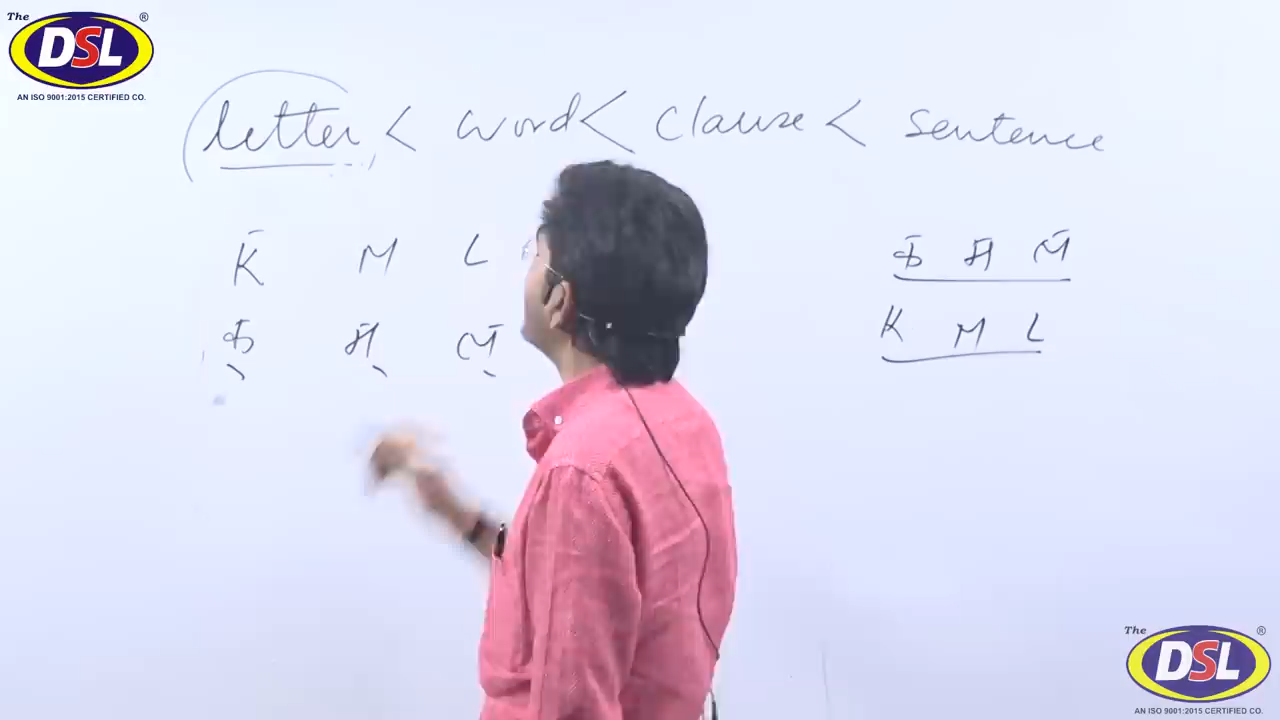 The DSL ®
AN ISO 9001:2015 CERTIFIED CO.
letter < word < clause < sentence
K M L
क् म् ल्
क म ल
K M L
The DSL ®
AN ISO 9001:2015 CERTIFIED CO.